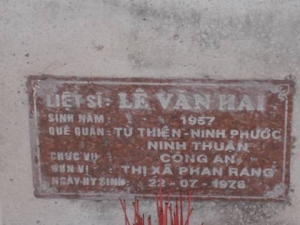 LIỆT SĨ: LÊ VĂN HAI
SINH NĂM : 1957
QUÊ QUÁN: TỪ THIỆN-NINH PHƯỚC
NINH THUẬN
CHỨC VỤ : CÔNG AN
ĐƠN VỊ : THỊ XÃ PHAN RANG
NGÀY HY SINH: 22-07-1976